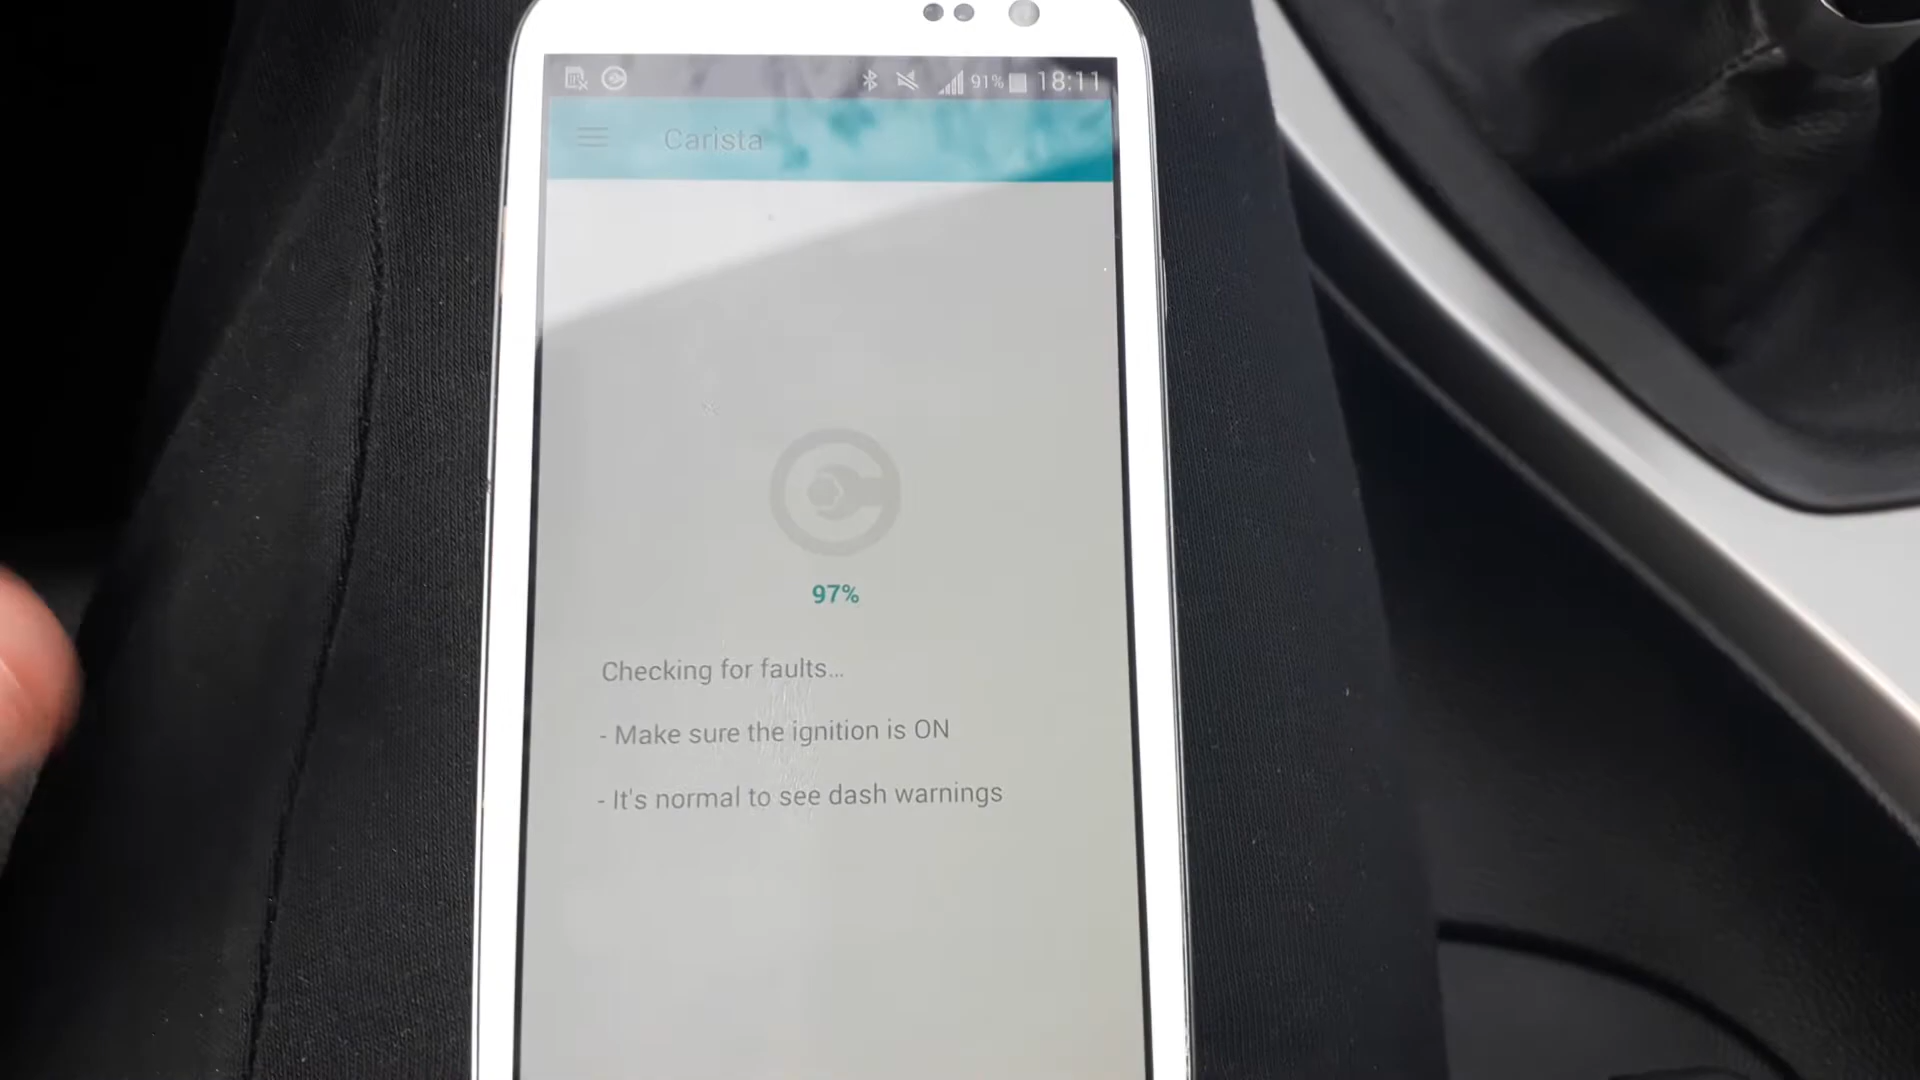 91% 18:11
Carista
97%
Checking for faults...
- Make sure the ignition is ON
- It's normal to see dash warnings